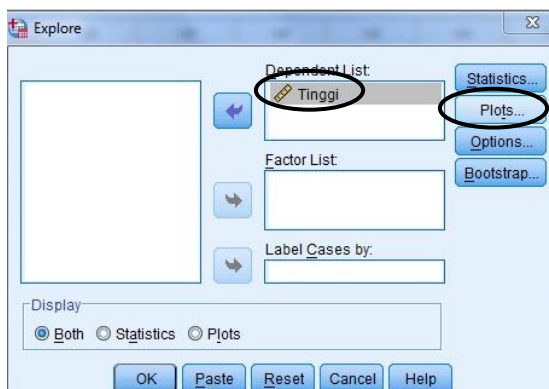 Explore
Dependent List:
Tinggi
Statistics...
Plots...
Options...
Bootstrap...
Factor List:
Label Cases by:
Display
Both Statistics Plots
OK Paste Reset Cancel Help